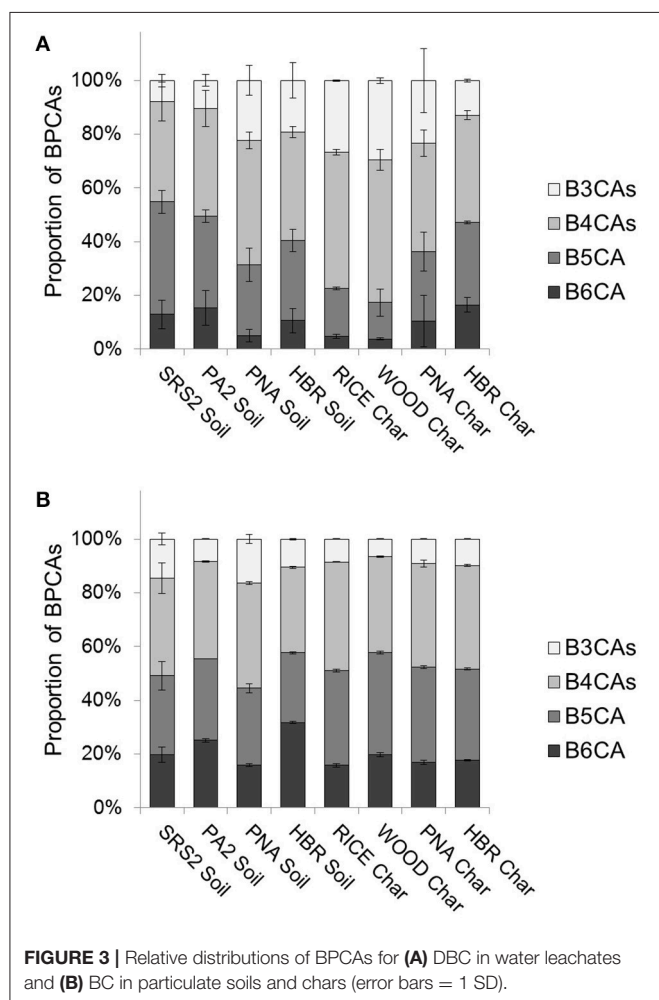 A
Proportion of BPCAs
100%
80%
60%
40%
20%
0%
SRS2 Soil
PA2 Soil
PNA Soil
HBR Soil
RICE Char
WOOD Char
PNA Char
HBR Char
B3CAs
B4CAs
B5CA
B6CA
B
Proportion of BPCAs
100%
80%
60%
40%
20%
0%
SRS2 Soil
PA2 Soil
PNA Soil
HBR Soil
RICE Char
WOOD Char
PNA Char
HBR Char
B3CAs
B4CAs
B5CA
B6CA
FIGURE 3 | Relative distributions of BPCAs for (A) DBC in water leachates
and (B) BC in particulate soils and chars (error bars = 1 SD).